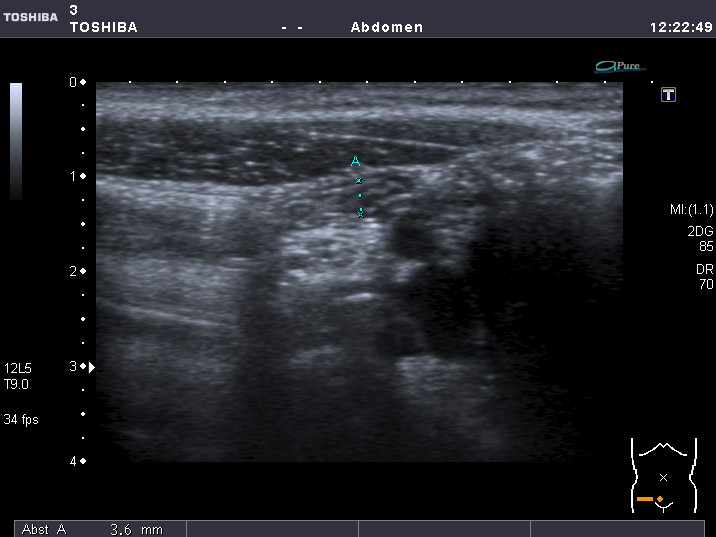 TOSHIBA
3
TOSHIBA - - Abdomen 12:22:49
Pure
T
0
A
1
MI:(1.1)
2DG
85
DR
70
2
3
12L5
T9.0
34 fps
4
Abst A 3.6 mm